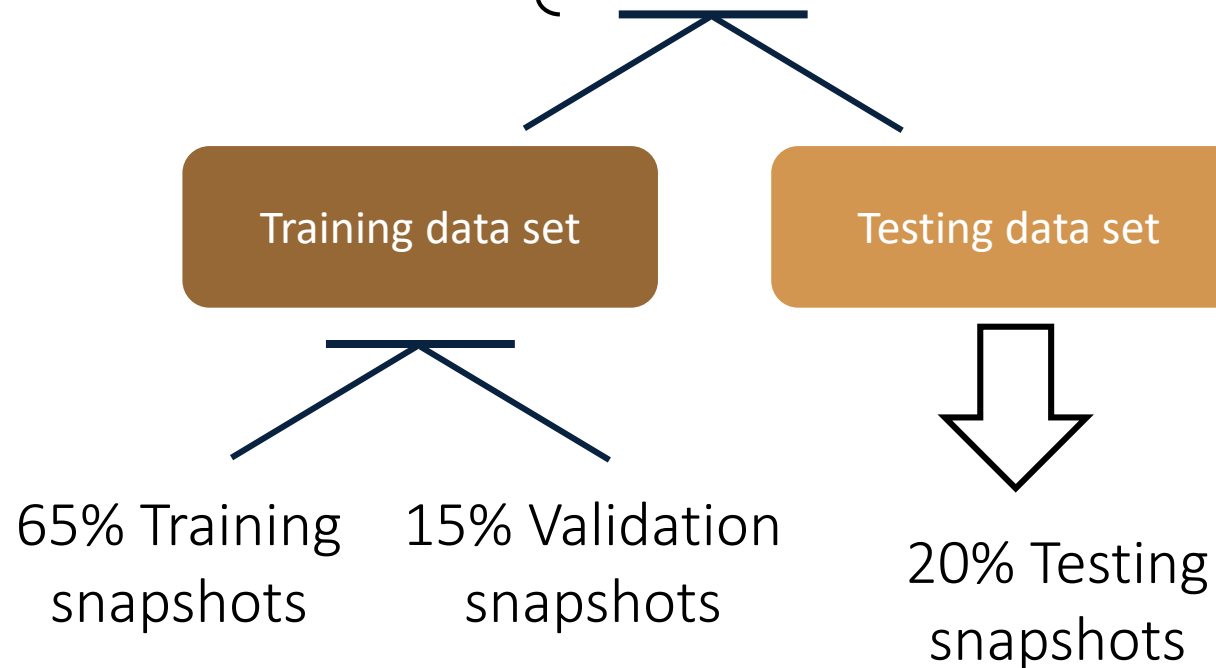 Training data set
Testing data set
65% Training
snapshots
15% Validation
snapshots
20% Testing
snapshots